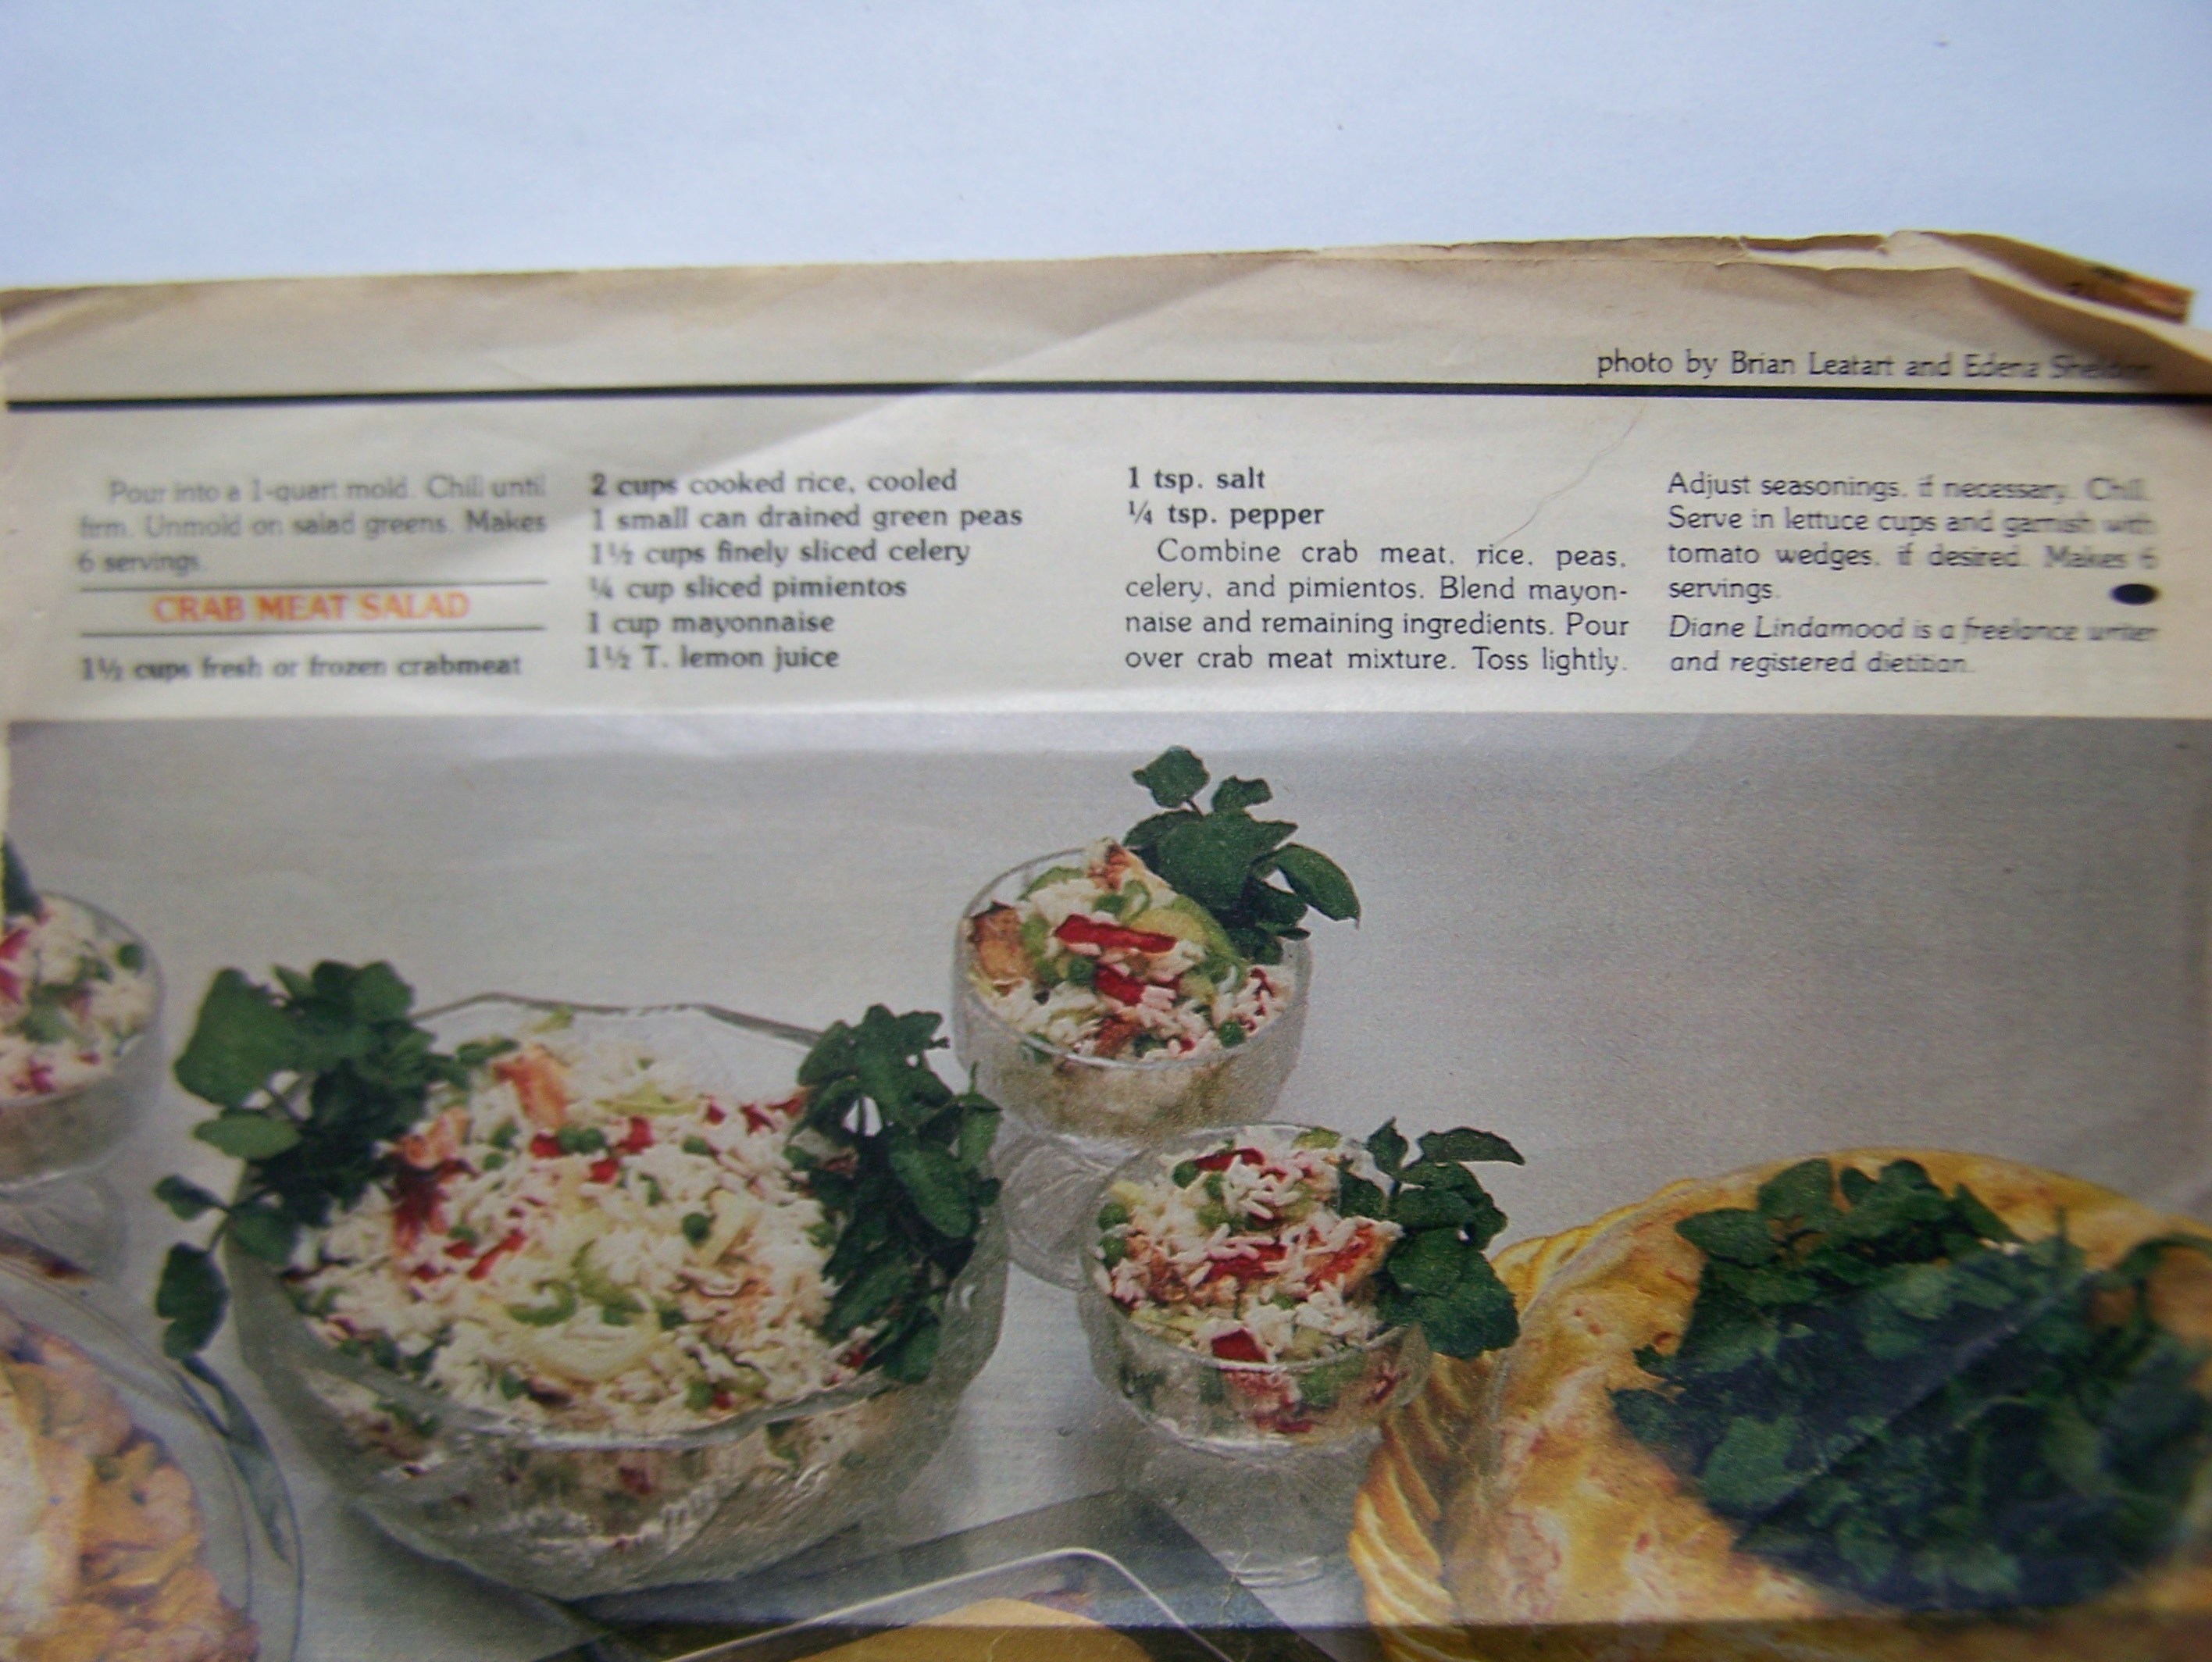 photo by Brian Leatart and Edena Sheldon
Pour into a 1-quart mold. Chill until
firm. Unmold on salad greens. Makes
6 servings.
CRAB MEAT SALAD
1½ cups fresh or frozen crabmeat
2 cups cooked rice, cooled
1 small can drained green peas
1½ cups finely sliced celery
¼ cup sliced pimientos
1 cup mayonnaise
1½ T. lemon juice
1 tsp. salt
¼ tsp. pepper
Combine crab meat, rice, peas,
celery, and pimientos. Blend mayon-
naise and remaining ingredients. Pour
over crab meat mixture. Toss lightly.
Adjust seasonings, if necessary. Chill.
Serve in lettuce cups and garnish with
tomato wedges, if desired. Makes 6
servings.
Diane Lindamood is a freelance writer
and registered dietitian.